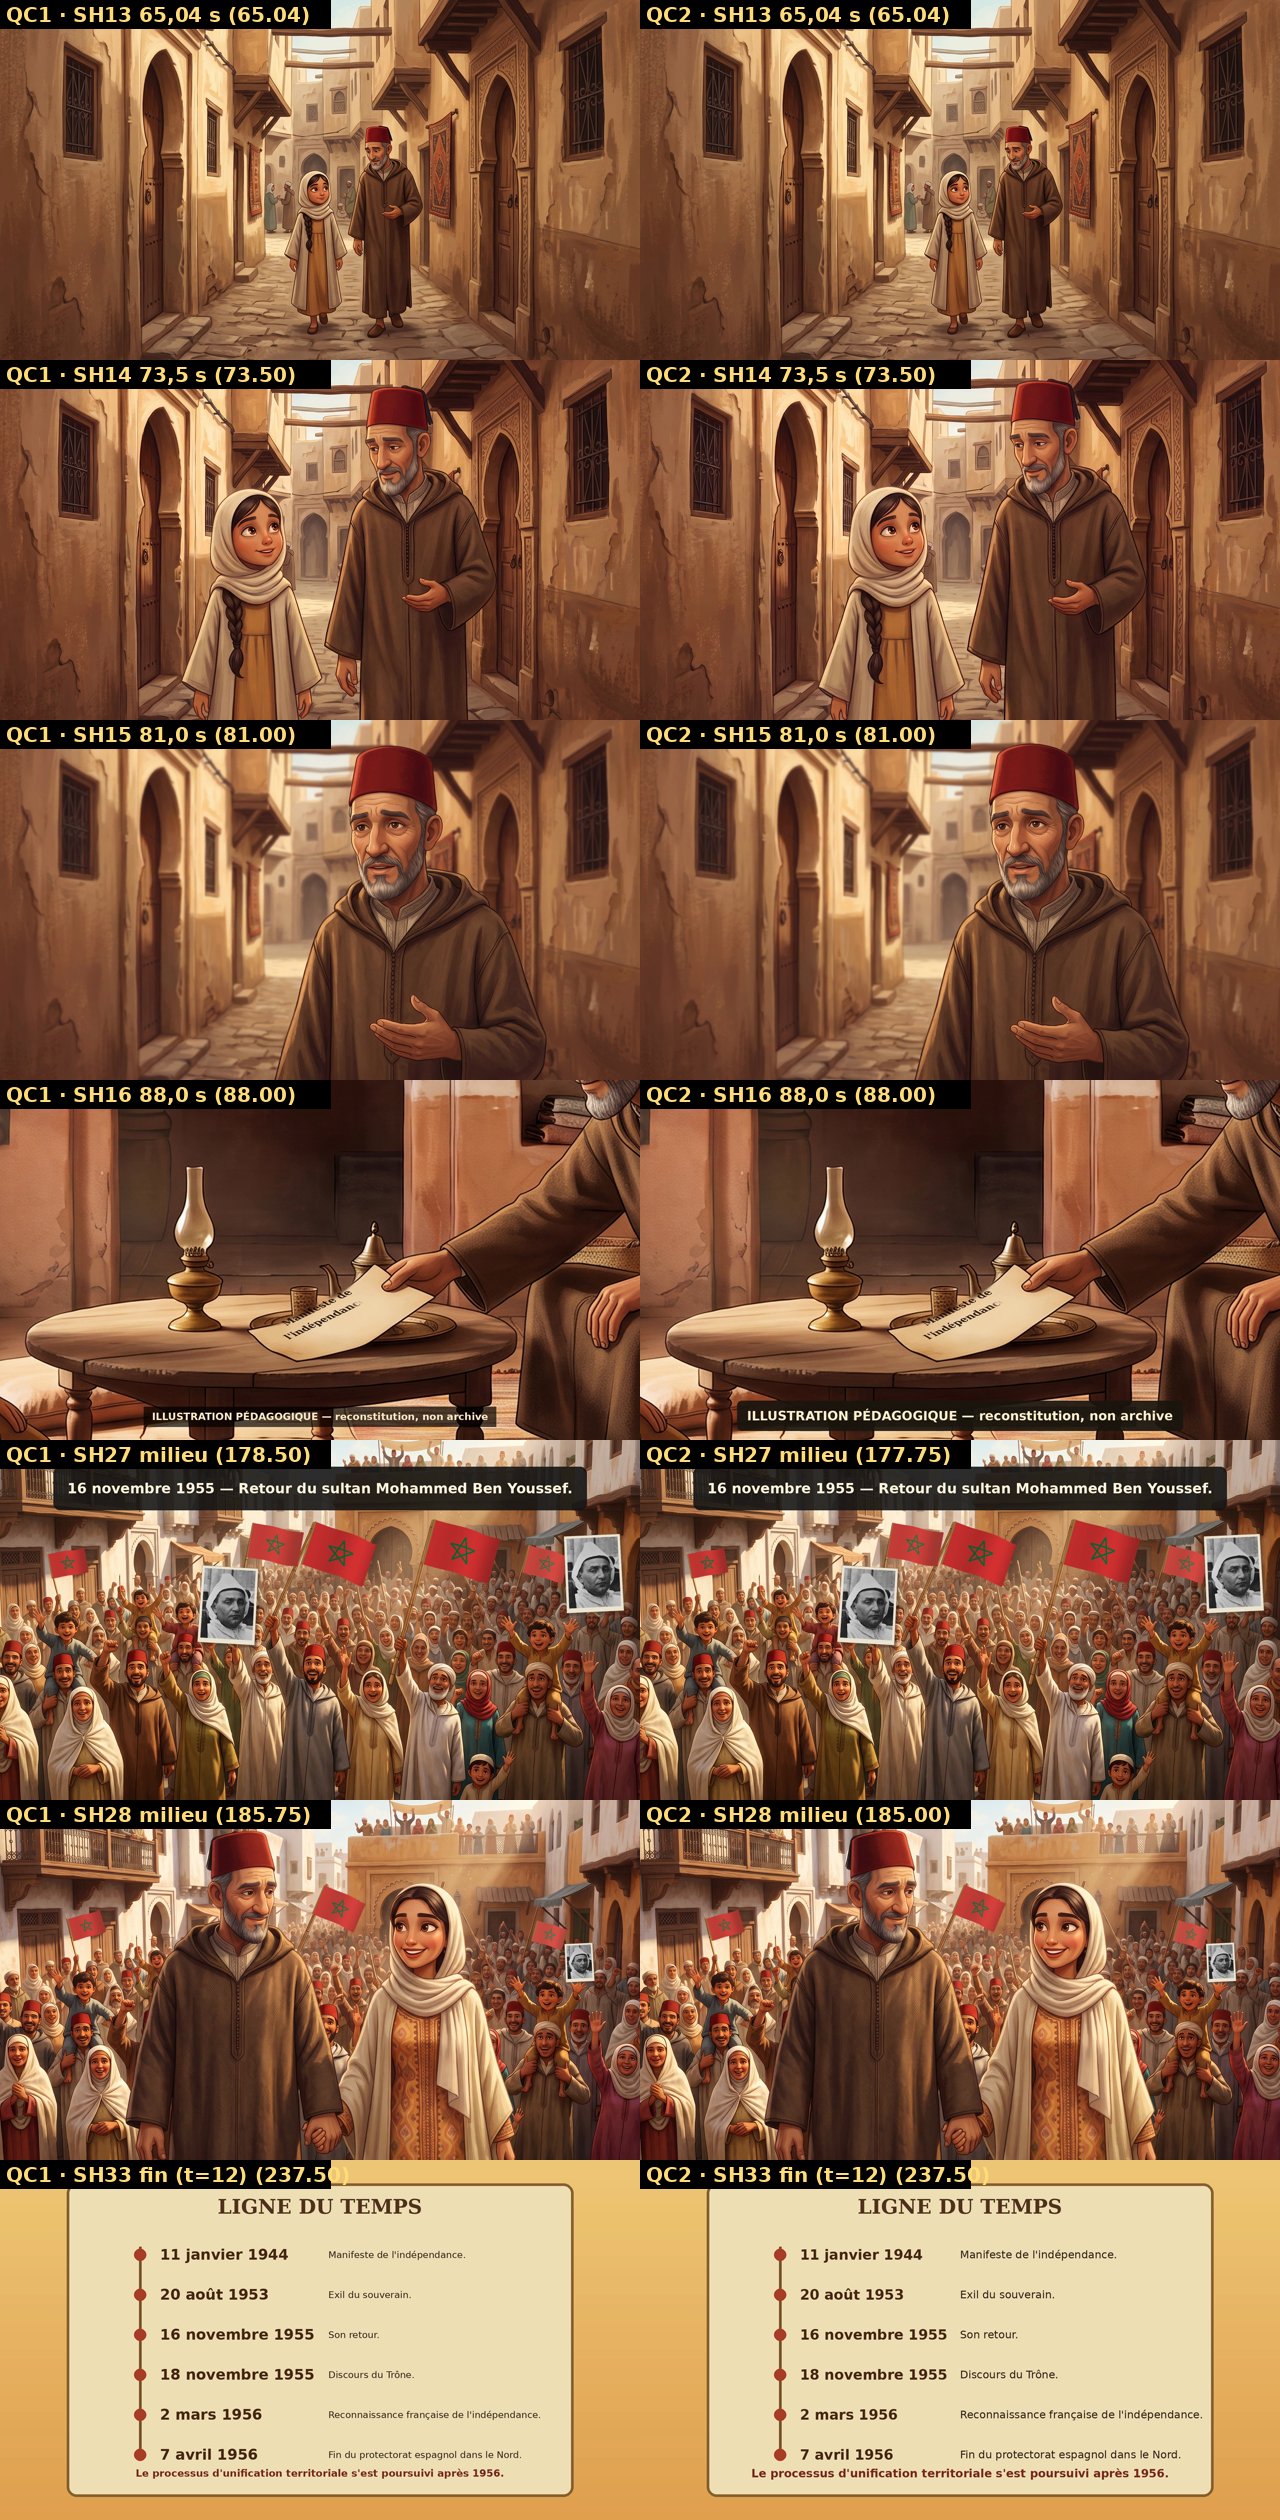 QC1 · SH13 65,04 s (65.04)
QC2 · SH13 65,04 s (65.04)
QC1 · SH14 73,5 s (73.50)
QC2 · SH14 73,5 s (73.50)
QC1 · SH15 81,0 s (81.00)
QC2 · SH15 81,0 s (81.00)
QC1 · SH16 88,0 s (88.00)
QC2 · SH16 88,0 s (88.00)
Manifeste de
l'indépendanc
Manifeste de
l'indépendanc
ILLUSTRATION PÉDAGOGIQUE — reconstitution, non archive
ILLUSTRATION PÉDAGOGIQUE — reconstitution, non archive
QC1 · SH27 milieu (178.50)
QC2 · SH27 milieu (177.75)
16 novembre 1955 — Retour du sultan Mohammed Ben Youssef.
16 novembre 1955 — Retour du sultan Mohammed Ben Youssef.
QC1 · SH28 milieu (185.75)
QC2 · SH28 milieu (185.00)
QC1 · SH33 fin (t=12) (237.50)
QC2 · SH33 fin (t=12) (237.50)
LIGNE DU TEMPS
11 janvier 1944 Manifeste de l'indépendance.
20 août 1953 Exil du souverain.
16 novembre 1955 Son retour.
18 novembre 1955 Discours du Trône.
2 mars 1956 Reconnaissance française de l'indépendance.
7 avril 1956 Fin du protectorat espagnol dans le Nord.
Le processus d'unification territoriale s'est poursuivi après 1956.
LIGNE DU TEMPS
11 janvier 1944 Manifeste de l'indépendance.
20 août 1953 Exil du souverain.
16 novembre 1955 Son retour.
18 novembre 1955 Discours du Trône.
2 mars 1956 Reconnaissance française de l'indépendance.
7 avril 1956 Fin du protectorat espagnol dans le Nord.
Le processus d'unification territoriale s'est poursuivi après 1956.